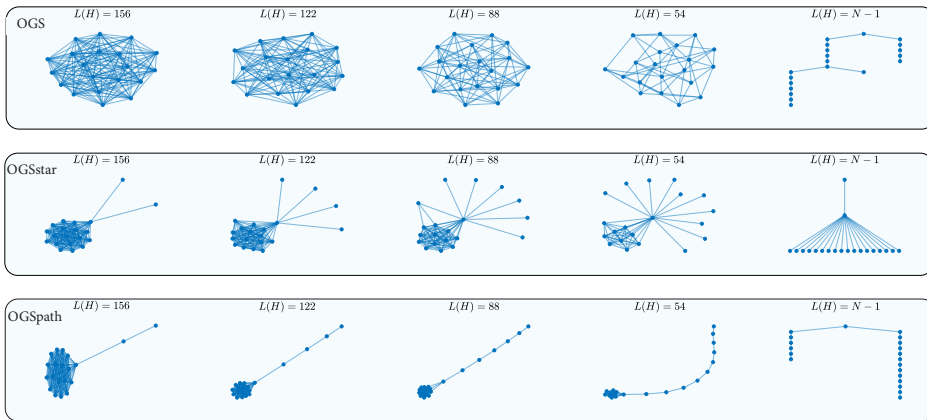 OGS
L(H) = 156 L(H) = 122 L(H) = 88 L(H) = 54 L(H) = N − 1
OGSstar
L(H) = 156 L(H) = 122 L(H) = 88 L(H) = 54 L(H) = N − 1
OGSpath
L(H) = 156 L(H) = 122 L(H) = 88 L(H) = 54 L(H) = N − 1